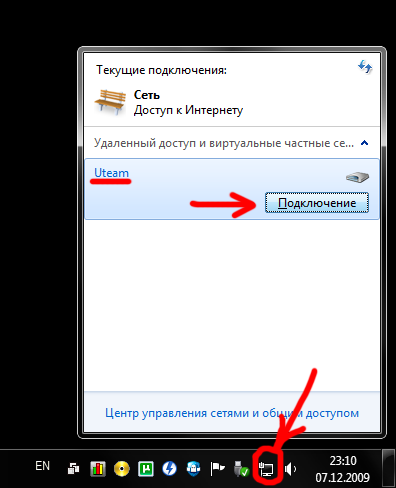 Текущие подключения:
Сеть
Доступ к Интернету
Удаленный доступ и виртуальные частные се...
Uteam
Подключение
Центр управления сетями и общим доступом
EN
23:10
07.12.2009